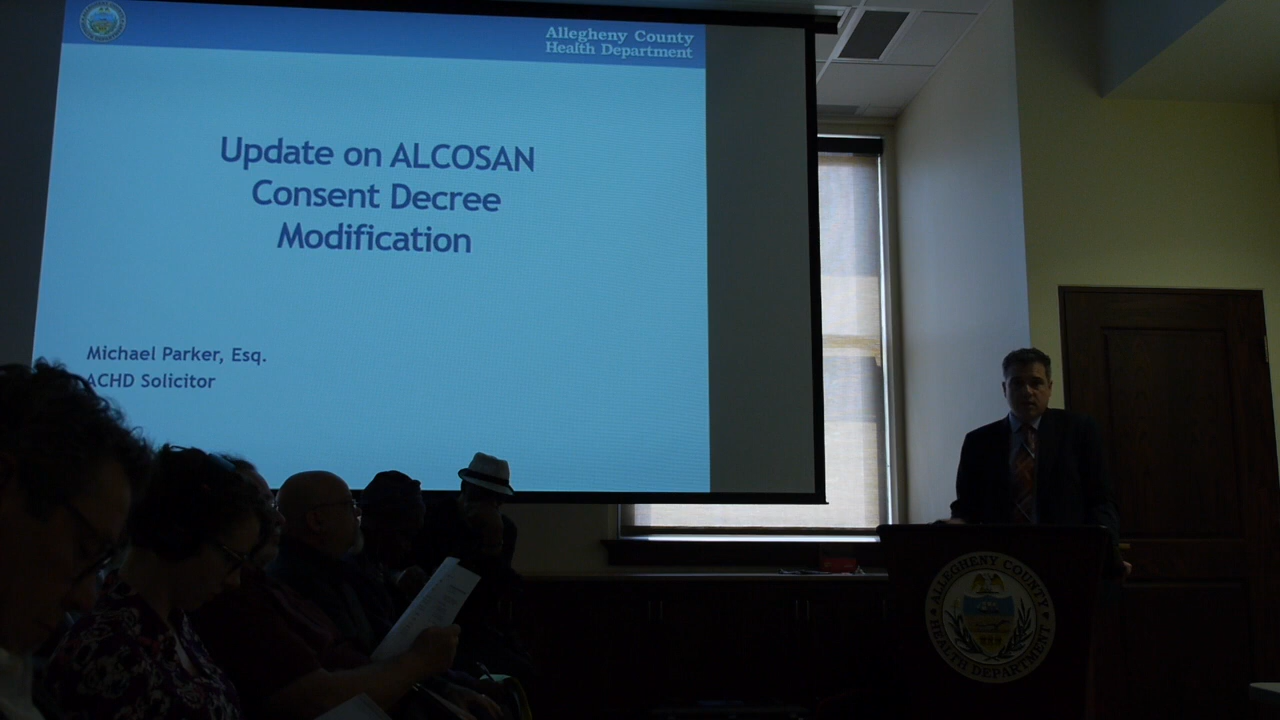 Allegheny County
Health Department
Update on ALCOSAN
Consent Decree
Modification
Michael Parker, Esq.
ACHD Solicitor
ALLEGHENY COUNTY
HEALTH DEPARTMENT